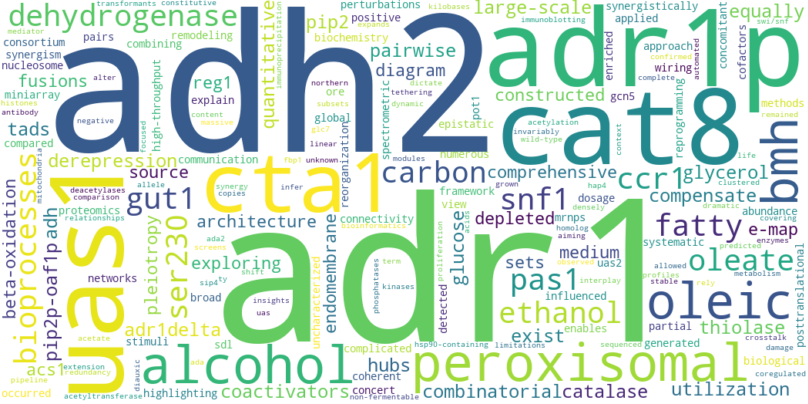 transformants constitutive
dehydrogenase
perturbations kilobases
large-scale
synergistically
mediator
expands
immunoblotting
applied
equally
swi/snf
consortium pairs
remodeling
pip2
positive
combining
biochemistry
synergism
nucleosome
alter
quantitative
immunoprecipitation
adh2
adr1p
pairwise
approach
enriched
wiring
concomitant
cofactors
confirmed
automated
complete
fusions
reg1
diagram
constructed
gcn5
miniarray
histones
high-throughput
explain
ore
northern
spectrometric
tethering
pot1
cat8
reprogramming
methods
antibody
negative
content
subsets
dictate
dynamic
epistatic
acetylation
wild-type
remain
tads
focused
massive
global
glc7
numerous
invariably
context
bmh
compared
communication
fbp1
unknown
linear
modules
life
clustered
derepression
deacetylases
comparison
source
allele
synergy
copies
infer
cta1
reorganization
carbon
comprehensive
glycerol
mitochondria
proteomics
relationships
gut1
view
framework
grown
densely
hap4
ccr1
compensate
abundance
covering
dramatic
uas1
bioprocesses
beta-oxidation
pip2p-oaf1p
adh
architecture
connectivity
bioinformatics
snf1
dosage
homolog
aiming
mrnps
fatty
e-map
enzymes
predicted
pleiotropy
ser230
ada2
screens
adr1
glucose
acids
depleted
systematic
networks
exploring
endomembrane
uncharacterized
phosphatases
kinases
term
shift
observed
proliferation
sets
medium
uas2
allowed
profiles
oleate
metabolism
posttranslational
broad
sip4
ty
insights
uas
detected
pas1
influenced
interplay
rely
stable
oleic
crosstalk
damage
acetate
adr1delta
stimuli
complicated
hsp90-containing
ethanol
exist
enables
limitations
sequenced
partial
generated
thiolase
biological
coregulated
occurred
acs1
sdl
diauxic
ada
hubs
coherent
extension
redundancy
pipeline
alcohol
peroxisomal
acetyltransferase
highlighting
non-fermentable
coactivators
concert
combinatorial
catalase
utilization